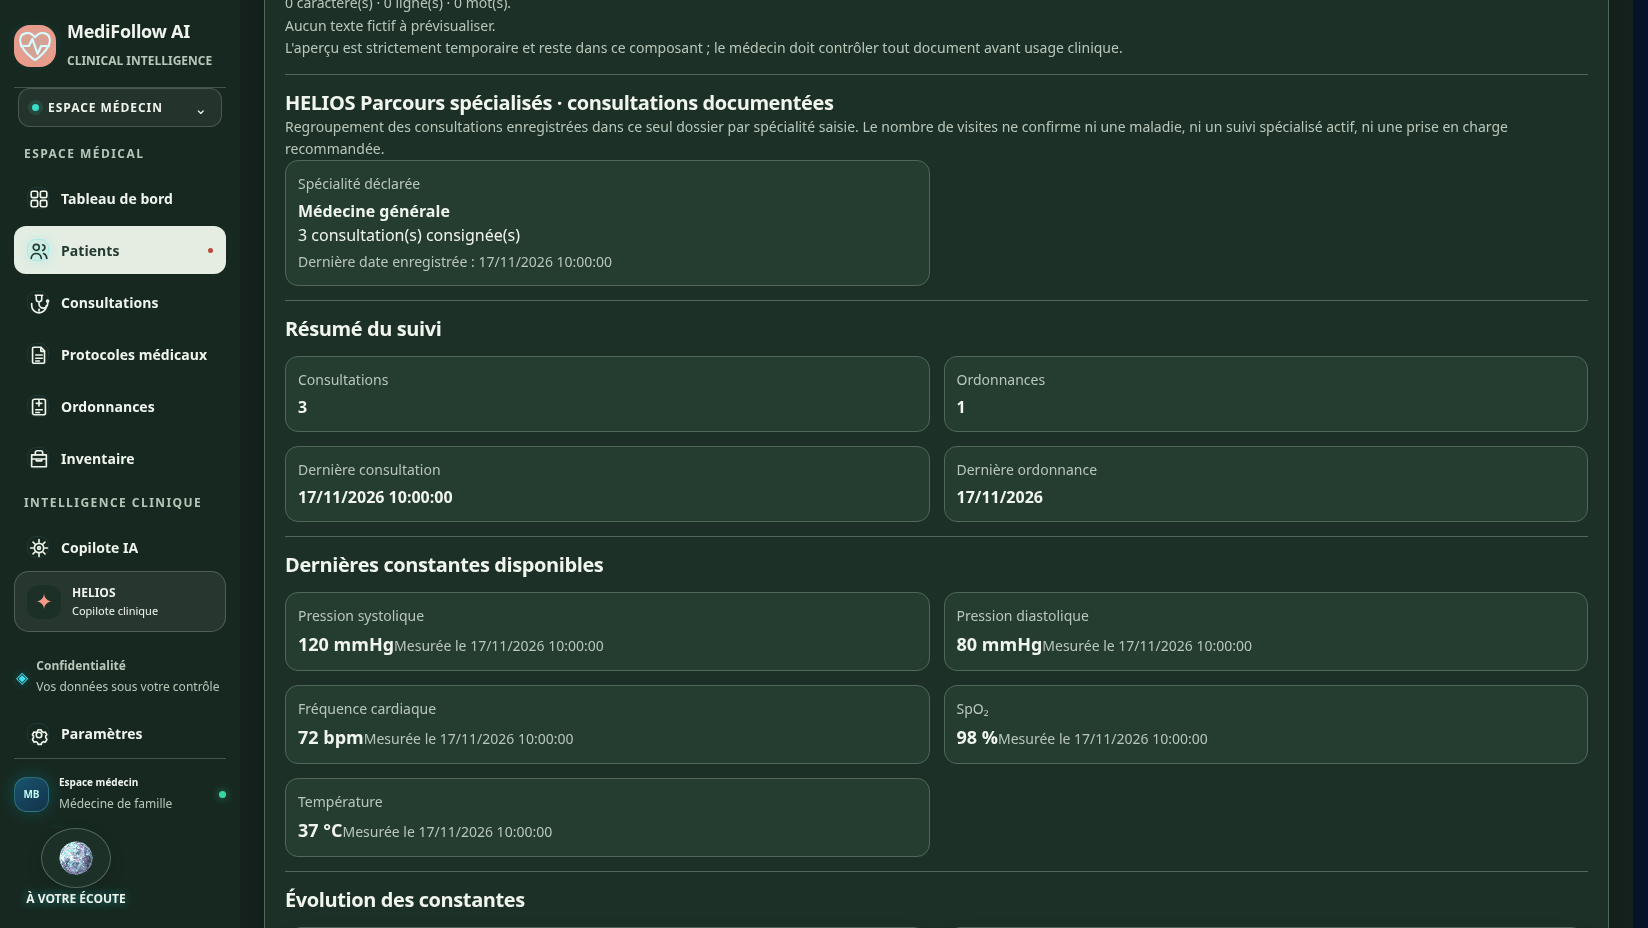 MediFollow AI
CLINICAL INTELLIGENCE
ESPACE MÉDECIN
ESPACE MÉDICAL
Tableau de bord
Patients
Consultations
Protocoles médicaux
Ordonnances
Inventaire
INTELLIGENCE CLINIQUE
Copilote IA
HELIOS
Copilote clinique
Confidentialité
Vos données sous votre contrôle
Paramètres
MB
Espace médecin
Médecine de famille
À VOTRE ÉCOUTE
0 caractère(s) · 0 ligne(s) · 0 mot(s).
Aucun texte fictif à prévisualiser.
L'aperçu est strictement temporaire et reste dans ce composant ; le médecin doit contrôler tout document avant usage clinique.
HELIOS Parcours spécialisés · consultations documentées
Regroupement des consultations enregistrées dans ce seul dossier par spécialité saisie. Le nombre de visites ne confirme ni une maladie, ni un suivi spécialisé actif, ni une prise en charge
recommandée.
Spécialité déclarée
Médecine générale
3 consultation(s) consignée(s)
Dernière date enregistrée : 17/11/2026 10:00:00
Résumé du suivi
Consultations
3
Ordonnances
1
Dernière consultation
17/11/2026 10:00:00
Dernière ordonnance
17/11/2026
Dernières constantes disponibles
Pression systolique
120 mmHgMesurée le 17/11/2026 10:00:00
Pression diastolique
80 mmHgMesurée le 17/11/2026 10:00:00
Fréquence cardiaque
72 bpmMesurée le 17/11/2026 10:00:00
SpO₂
98 %Mesurée le 17/11/2026 10:00:00
Température
37 °CMesurée le 17/11/2026 10:00:00
Évolution des constantes